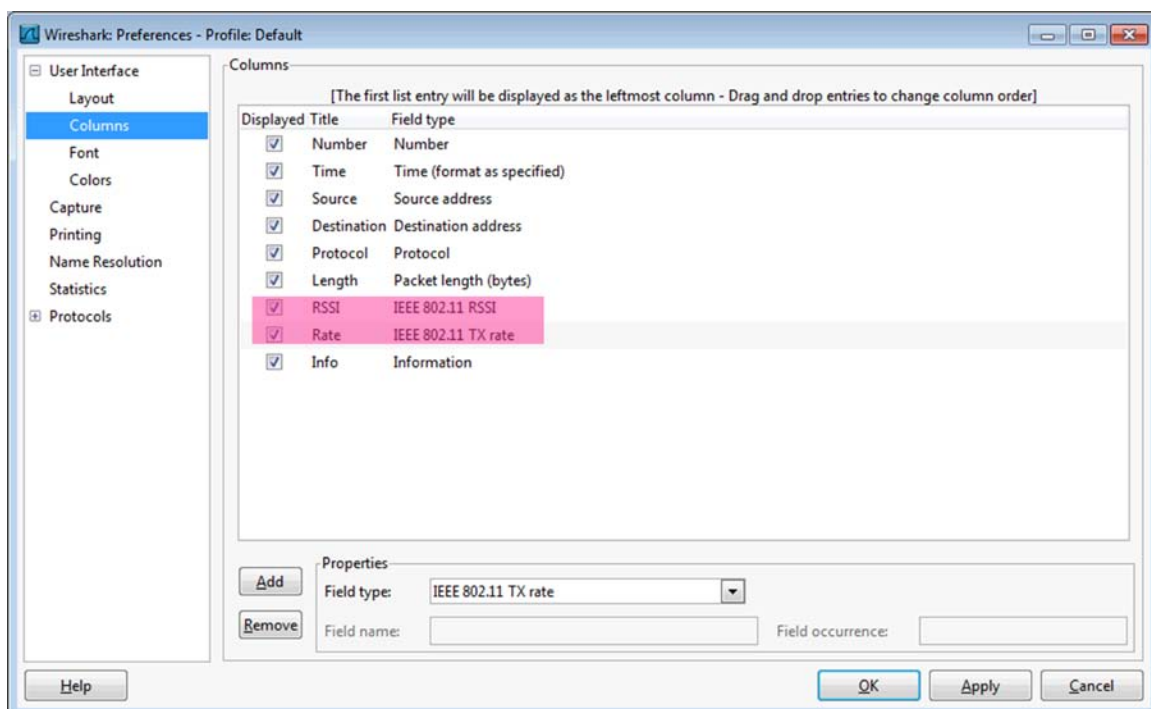 Wireshark: Preferences - Profile: Default
User Interface
Layout
Columns
Font
Colors
Capture
Printing
Name Resolution
Statistics
Protocols
Columns
[The first list entry will be displayed as the leftmost column - Drag and drop entries to change column order]
Displayed Title Field type
Number Number
Time Time (format as specified)
Source Source address
Destination Destination address
Protocol Protocol
Length Packet length (bytes)
RSSI IEEE 802.11 RSSI
Rate IEEE 802.11 TX rate
Info Information
Properties
Add Field type: IEEE 802.11 TX rate
Remove Field name: Field occurrence:
Help OK Apply Cancel